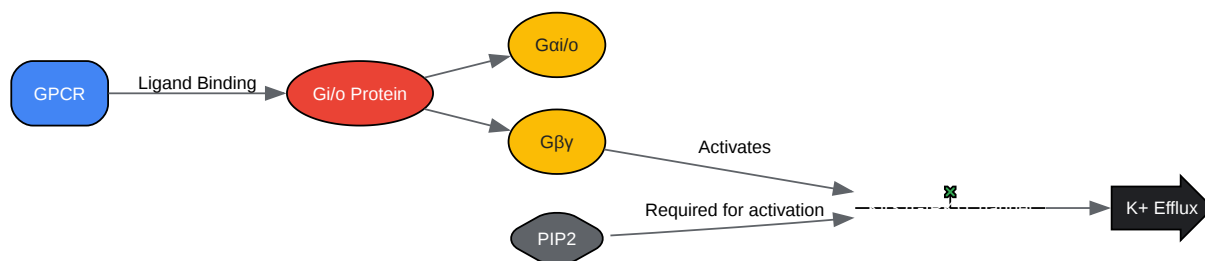 GPCR
Ligand Binding
Gi/o Protein
Gαi/o
Gβγ
Activates
PIP2
Required for activation
K+ Efflux